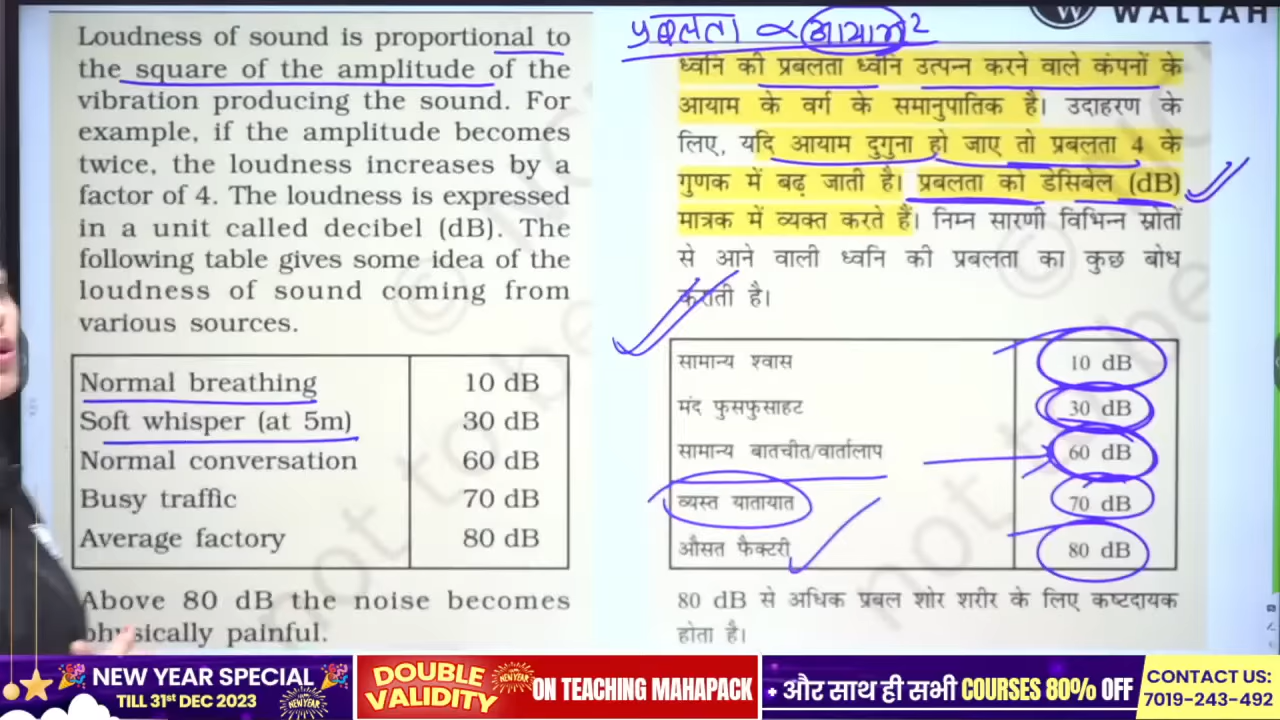 WALLAH
Loudness of sound is proportional to
the square of the amplitude of the
vibration producing the sound. For
example, if the amplitude becomes
twice, the loudness increases by a
factor of 4. The loudness is expressed
in a unit called decibel (dB). The
following table gives some idea of the
loudness of sound coming from
various sources.
Normal breathing 10 dB
Soft whisper (at 5m) 30 dB
Normal conversation 60 dB
Busy traffic 70 dB
Average factory 80 dB
Above 80 dB the noise becomes
physically painful.
प्रबलता ∝ आयाम²
ध्वनि की प्रबलता ध्वनि उत्पन्न करने वाले कंपनों के
आयाम के वर्ग के समानुपातिक है। उदाहरण के
लिए, यदि आयाम दुगुना हो जाए तो प्रबलता 4 के
गुणक में बढ़ जाती है। प्रबलता को डेसिबेल (dB)
मात्रक में व्यक्त करते हैं। निम्न सारणी विभिन्न स्रोतों
से आने वाली ध्वनि की प्रबलता का कुछ बोध
कराती है।
सामान्य श्वास 10 dB
मंद फुसफुसाहट 30 dB
सामान्य बातचीत/वार्तालाप 60 dB
व्यस्त यातायात 70 dB
औसत फैक्टरी 80 dB
80 dB से अधिक प्रबल शोर शरीर के लिए कष्टदायक
होता है।
NEW YEAR SPECIAL
TILL 31st DEC 2023
DOUBLE
VALIDITY
ON TEACHING MAHAPACK
+ और साथ ही सभी COURSES 80% OFF
CONTACT US:
7019-243-492